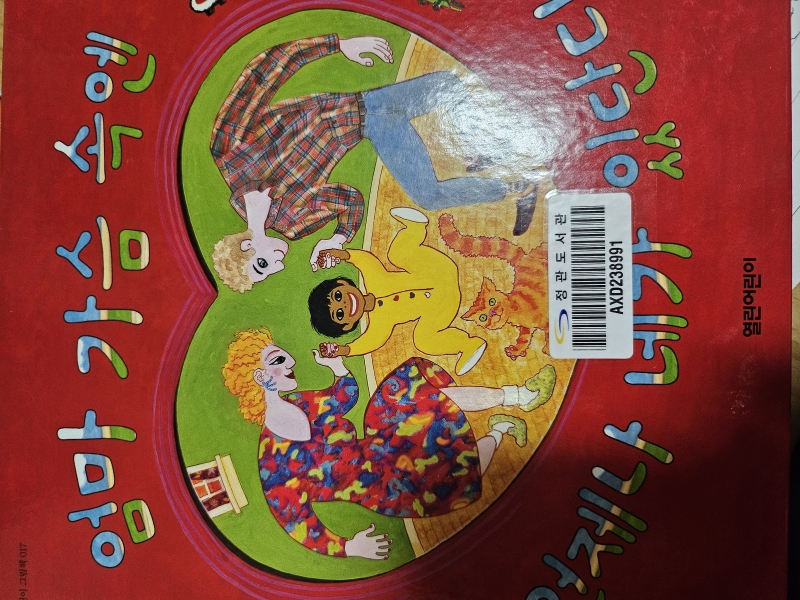 엄마 가슴 속엔
언제나 네가 있단다
정관도서관
AXD238991
열린어린이